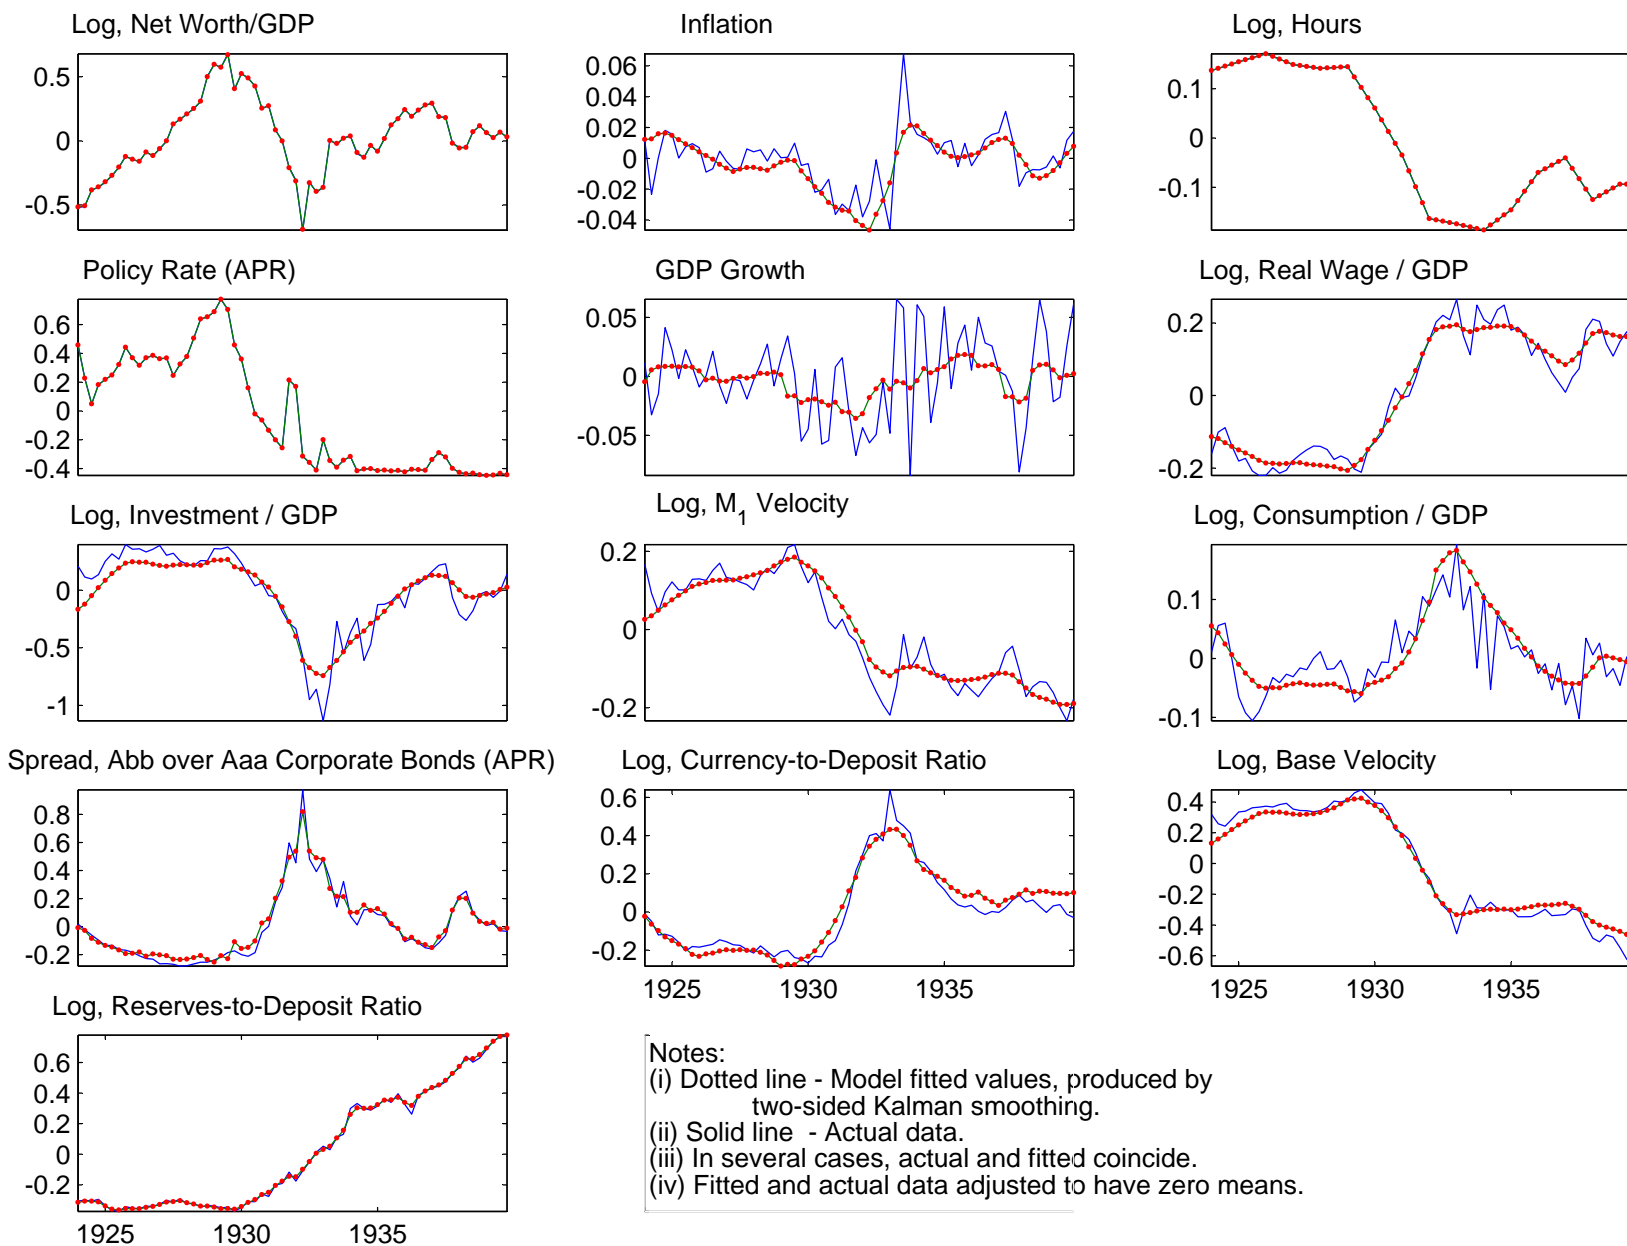 Log, Net Worth/GDP
0.5
0
-0.5
Inflation
0.06
0.04
0.02
0
-0.02
-0.04
Log, Hours
0.1
0
-0.1
Policy Rate (APR)
0.6
0.4
0.2
0
-0.2
-0.4
GDP Growth
0.05
0
-0.05
Log, Real Wage / GDP
0.2
0
-0.2
Log, Investment / GDP
0
-0.5
-1
Log, M1 Velocity
0.2
0
-0.2
Log, Consumption / GDP
0.1
0
-0.1
Spread, Abb over Aaa Corporate Bonds (APR)
0.8
0.6
0.4
0.2
0
-0.2
Log, Currency-to-Deposit Ratio
0.6
0.4
0.2
0
-0.2
1925 1930 1935
Log, Base Velocity
0.4
0.2
0
-0.2
-0.4
-0.6
1925 1930 1935
Log, Reserves-to-Deposit Ratio
0.6
0.4
0.2
0
-0.2
1925 1930 1935
Notes:
(i) Dotted line - Model fitted values, produced by
two-sided Kalman smoothing.
(ii) Solid line - Actual data.
(iii) In several cases, actual and fitted coincide.
(iv) Fitted and actual data adjusted to have zero means.